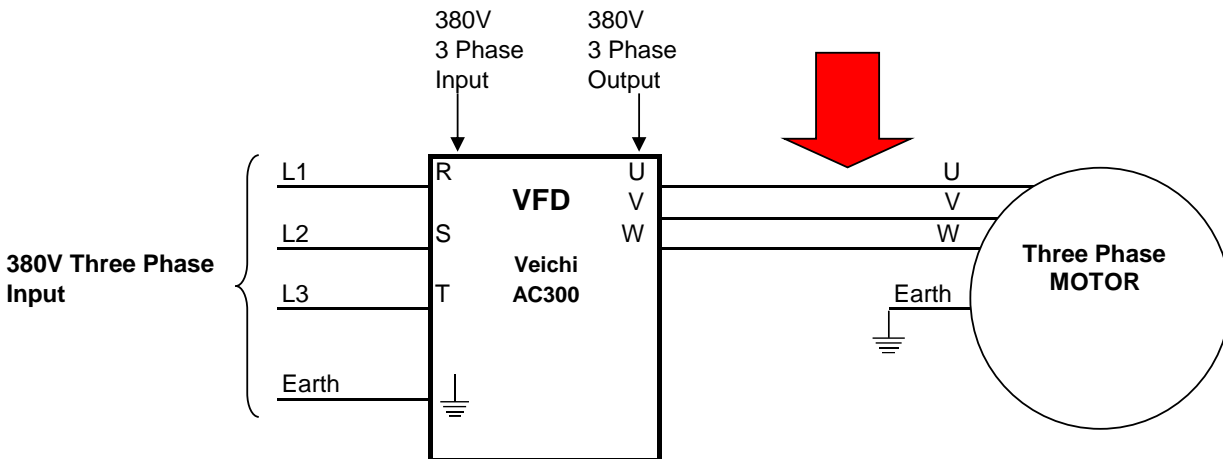 380V
3 Phase
Input
380V
3 Phase
Output
380V Three Phase
Input
L1
L2
L3
Earth
R
S
T
VFD
Veichi
AC300
U
V
W
U
V
W
Earth
Three Phase
MOTOR